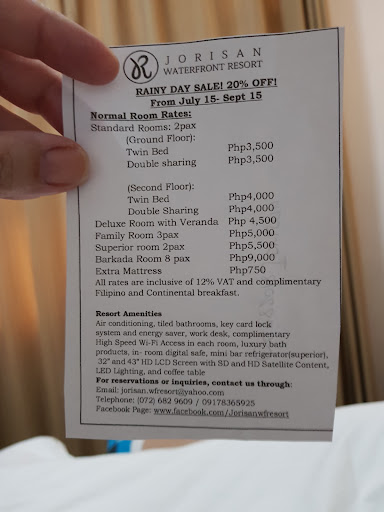 JR JORISAN
WATERFRONT RESORT
RAINY DAY SALE! 20% OFF!
From July 15- Sept 15
Normal Room Rates:
Standard Rooms: 2pax
(Ground Floor):
Twin Bed Php3,500
Double sharing Php3,500
(Second Floor):
Twin Bed Php4,000
Double Sharing Php4,000
Deluxe Room with Veranda Php 4,500
Family Room 3pax Php5,000
Superior room 2pax Php5,500
Barkada Room 8 pax Php9,000
Extra Mattress Php750
All rates are inclusive of 12% VAT and complimentary
Filipino and Continental breakfast.
Resort Amenities
Air conditioning, tiled bathrooms, key card lock
system and energy saver, work desk, complimentary
High Speed Wi-Fi Access in each room, luxury bath
products, in- room digital safe, mini bar refrigerator(superior),
32" and 43" HD LCD Screen with SD and HD Satellite Content,
LED Lighting, and coffee table
For reservations or inquiries, contact us through:
Email: jorisan.wfresort@yahoo.com
Telephone: (072) 682 9609 / 09178365925
Facebook Page: www.facebook.com/Jorisanwfresort